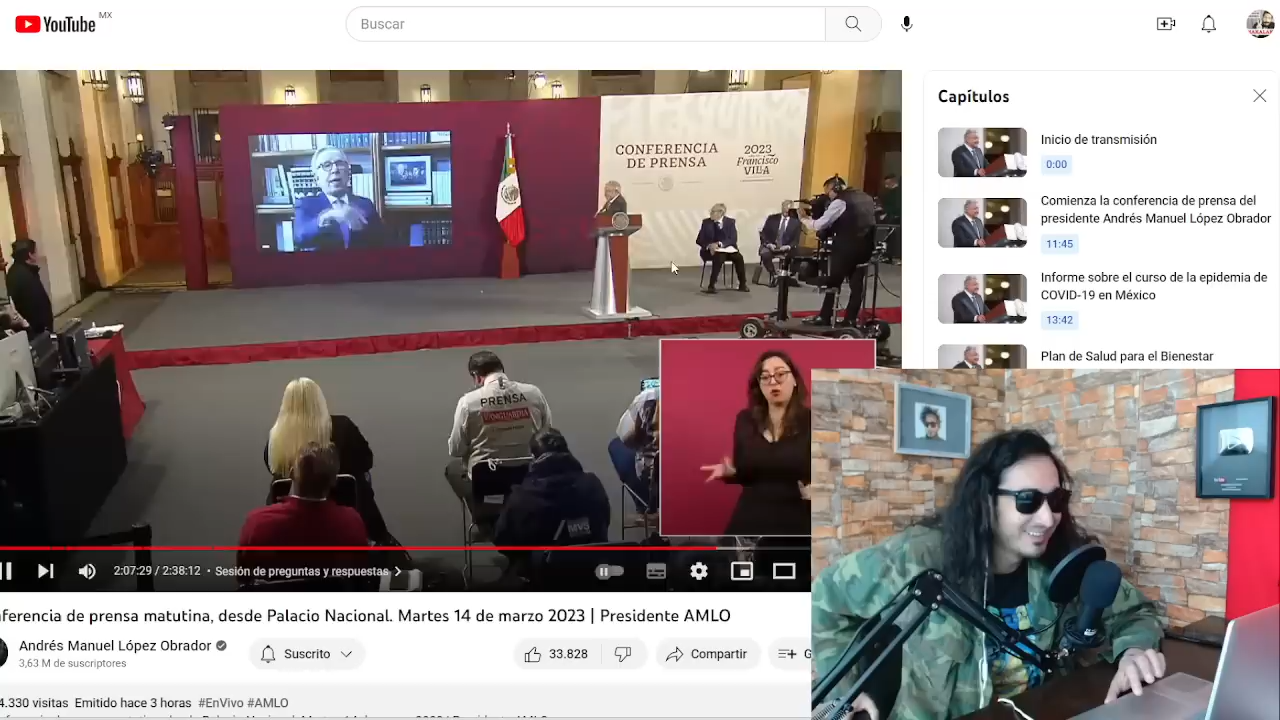 YouTube MX
Buscar
CONFERENCIA
DE PRENSA
2023
Francisco
VILLA
PRENSA
VANGUARDIA
MVS
Capítulos
Inicio de transmisión
0:00
Comienza la conferencia de prensa del
presidente Andrés Manuel López Obrador
11:45
Informe sobre el curso de la epidemia de
COVID-19 en México
13:42
Plan de Salud para el Bienestar
2:07:29 / 2:38:12 • Sesión de preguntas y respuestas
nferencia de prensa matutina, desde Palacio Nacional. Martes 14 de marzo 2023 | Presidente AMLO
Andrés Manuel López Obrador
3,63 M de suscriptores
Suscrito
33.828
Compartir
G
4.330 visitas Emitido hace 3 horas #EnVivo #AMLO